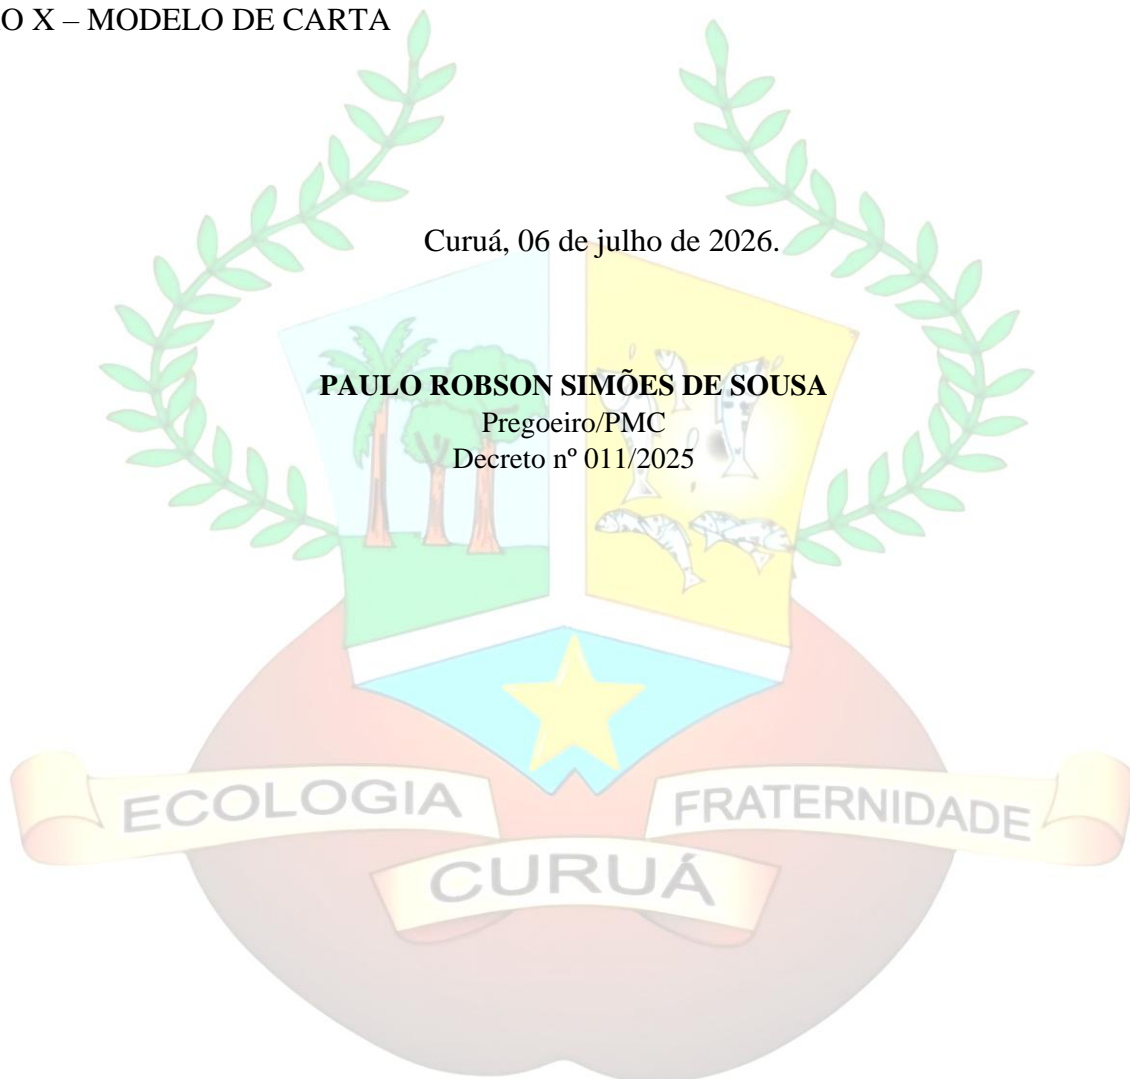 O X – MODELO DE CARTA
Curuá, 06 de julho de 2026.
PAULO ROBSON SIMÕES DE SOUSA
Pregoeiro/PMC
Decreto nº 011/2025
ECOLOGIA
FRATERNIDADE
CURUÁ